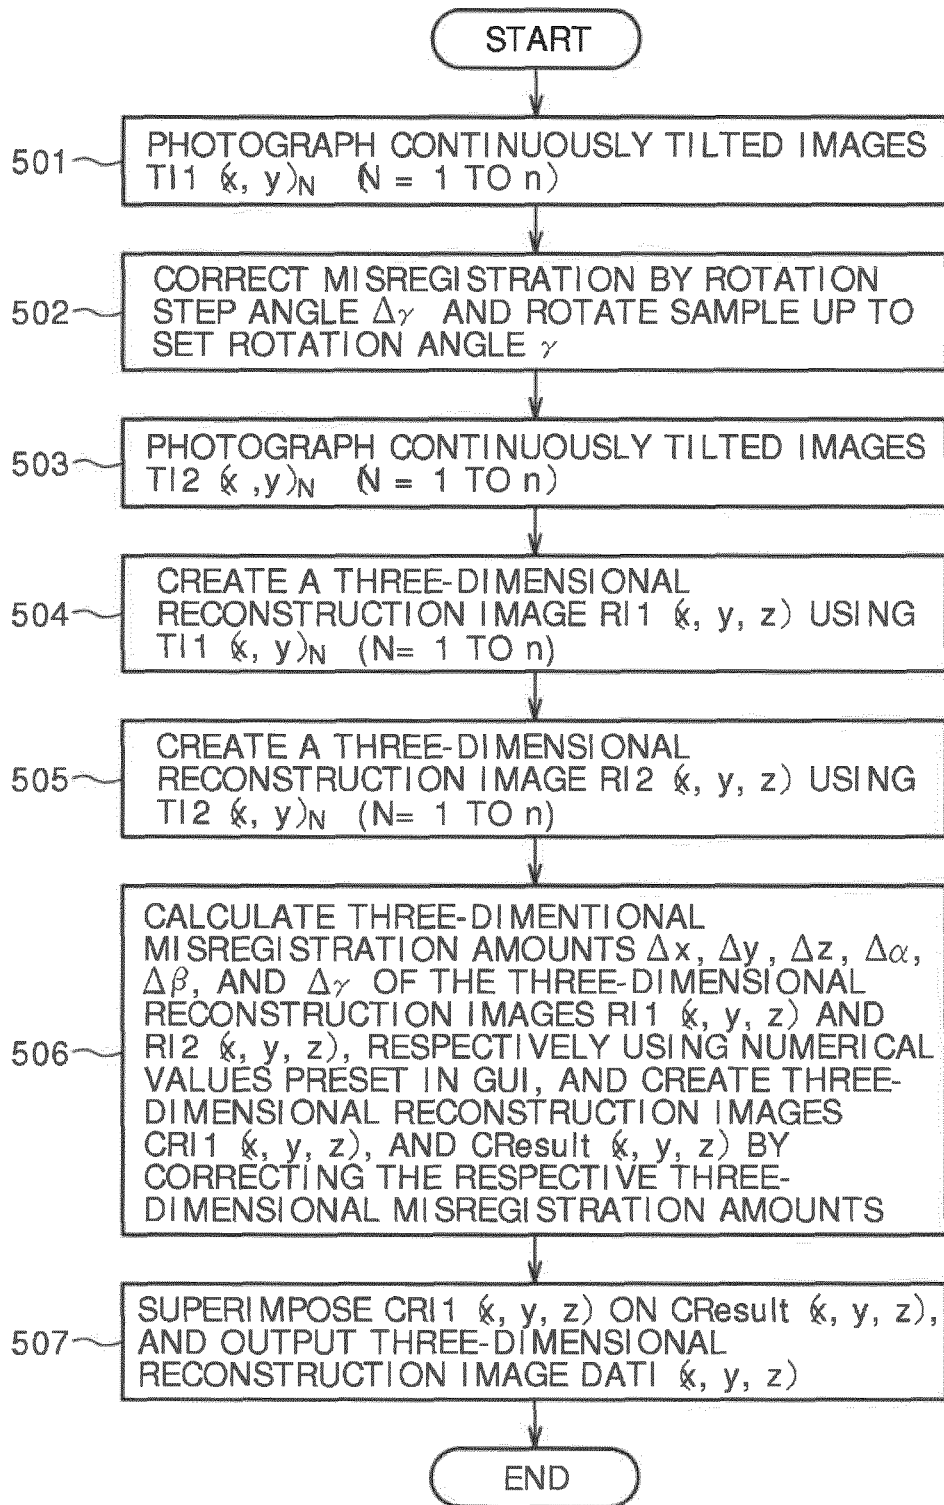 START
501
PHOTOGRAPH CONTINUOUSLY TILTED IMAGES
TI1 (x, y)N (N = 1 TO n)
502
CORRECT MISREGISTRATION BY ROTATION
STEP ANGLE Δγ AND ROTATE SAMPLE UP TO
SET ROTATION ANGLE γ
503
PHOTOGRAPH CONTINUOUSLY TILTED IMAGES
TI2 (x ,y)N (N = 1 TO n)
504
CREATE A THREE-DIMENSIONAL
RECONSTRUCTION IMAGE RI1 (x, y, z) USING
TI1 (x, y)N (N= 1 TO n)
505
CREATE A THREE-DIMENSIONAL
RECONSTRUCTION IMAGE RI2 (x, y, z) USING
TI2 (x, y)N (N= 1 TO n)
506
CALCULATE THREE-DIMENTIONAL
MISREGISTRATION AMOUNTS Δx, Δy, Δz, Δα,
Δβ, AND Δγ OF THE THREE-DIMENSIONAL
RECONSTRUCTION IMAGES RI1 (x, y, z) AND
RI2 (x, y, z), RESPECTIVELY USING NUMERICAL
VALUES PRESET IN GUI, AND CREATE THREE-
DIMENSIONAL RECONSTRUCTION IMAGES
CRI1 (x, y, z), AND CResult (x, y, z) BY
CORRECTING THE RESPECTIVE THREE-
DIMENSIONAL MISREGISTRATION AMOUNTS
507
SUPERIMPOSE CRI1 (x, y, z) ON CResult (x, y, z),
AND OUTPUT THREE-DIMENSIONAL
RECONSTRUCTION IMAGE DATI (x, y, z)
END